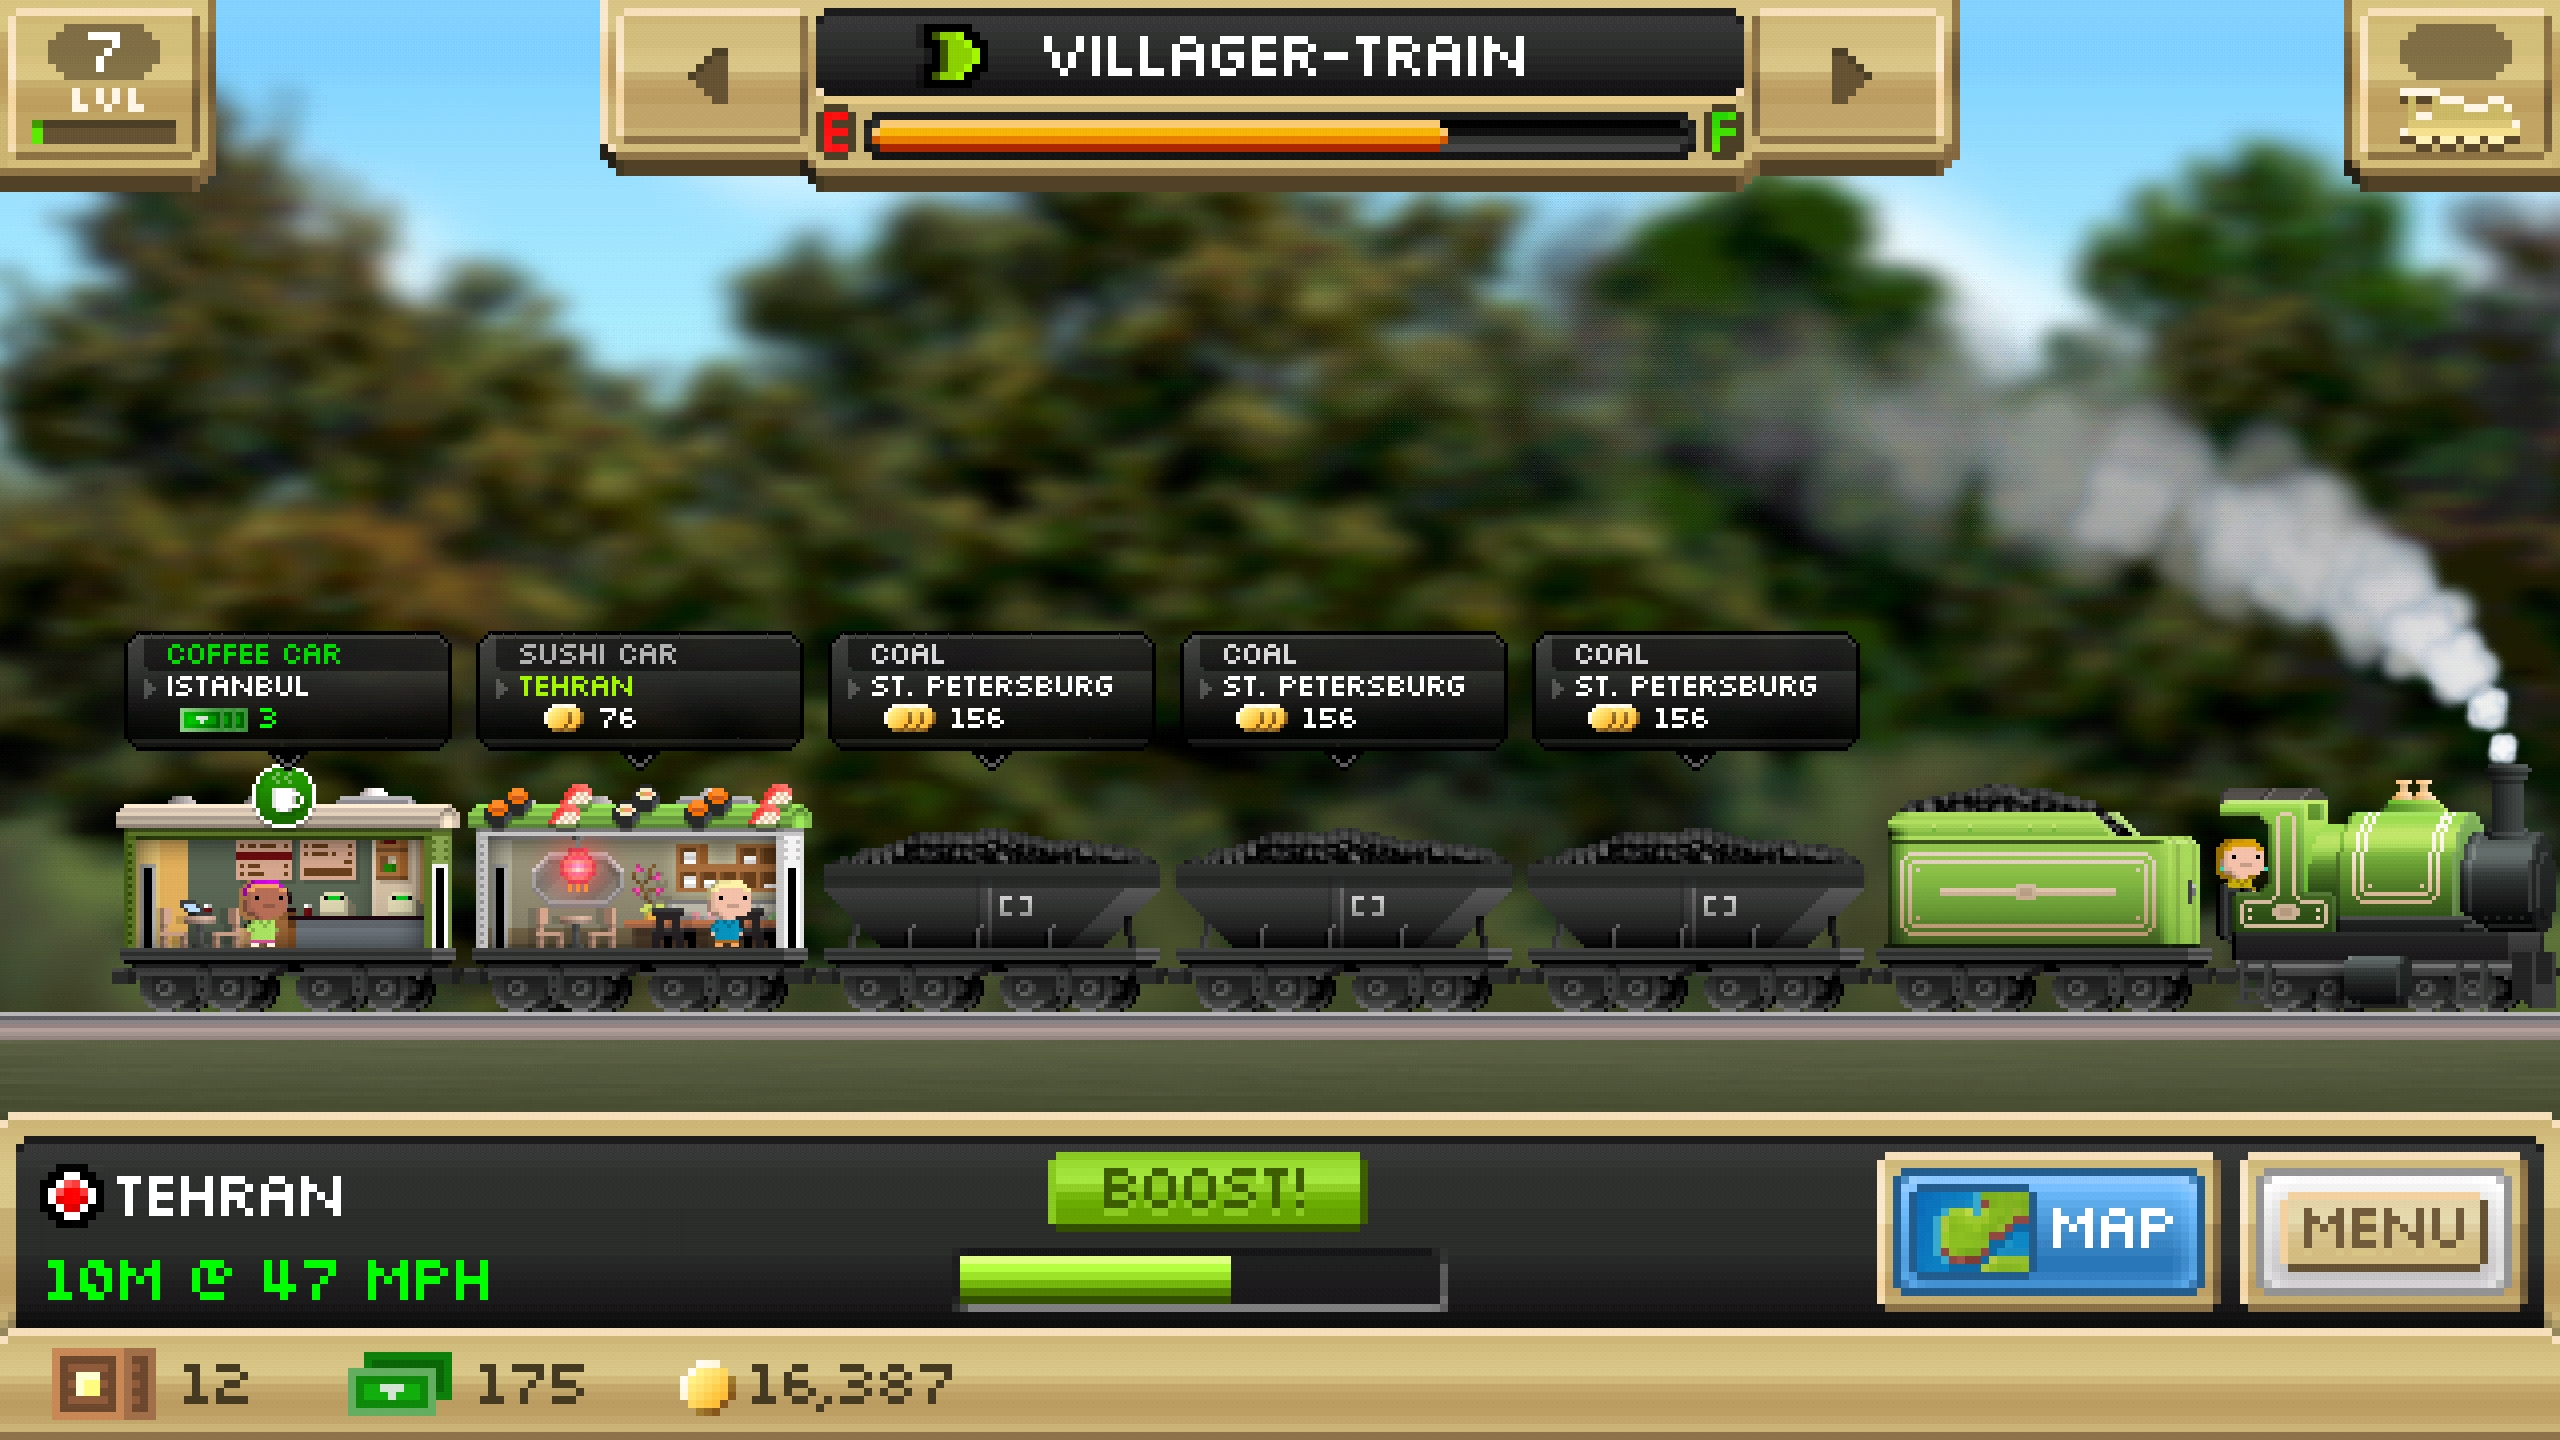 7
LVL
VILLAGER-TRAIN
E
F
COFFEE CAR
ISTANBUL
3
SUSHI CAR
TEHRAN
76
COAL
ST. PETERSBURG
156
COAL
ST. PETERSBURG
156
COAL
ST. PETERSBURG
156
TEHRAN
10M @ 47 MPH
BOOST!
MAP
MENU
12
175
16,387